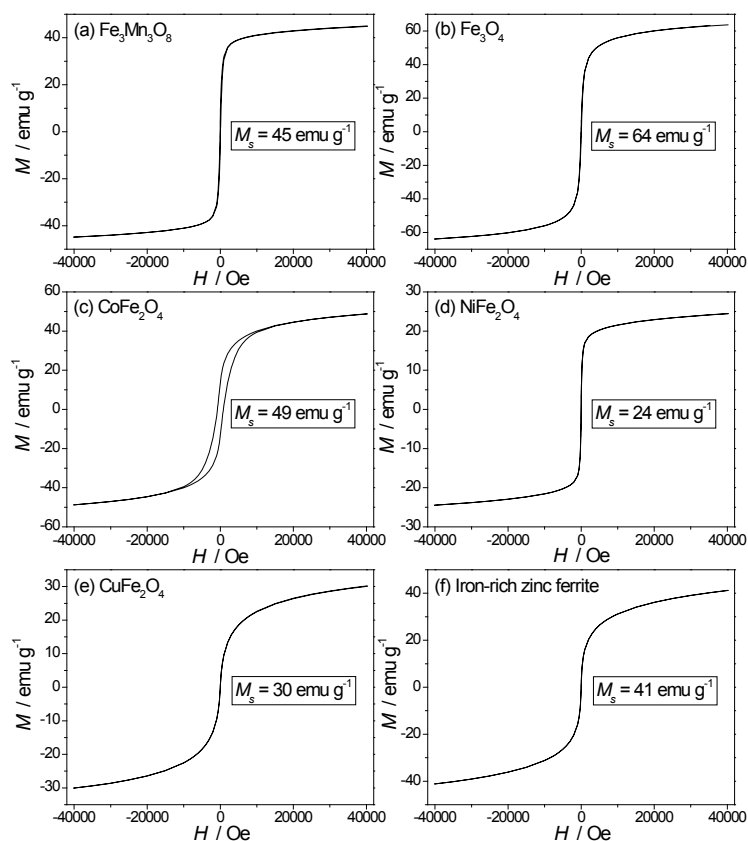 (a) Fe3Mn3O8
M / emu g-1
40
20
0
-20
-40
Ms = 45 emu g-1
-40000 -20000 0 20000 40000
H / Oe
(b) Fe3O4
M / emu g-1
60
40
20
0
-20
-40
-60
Ms = 64 emu g-1
-40000 -20000 0 20000 40000
H / Oe
(c) CoFe2O4
M / emu g-1
60
40
20
0
-20
-40
-60
Ms = 49 emu g-1
-40000 -20000 0 20000 40000
H / Oe
(d) NiFe2O4
M / emu g-1
30
20
10
0
-10
-20
-30
Ms = 24 emu g-1
-40000 -20000 0 20000 40000
H / Oe
(e) CuFe2O4
M / emu g-1
30
20
10
0
-10
-20
-30
Ms = 30 emu g-1
-40000 -20000 0 20000 40000
H / Oe
(f) Iron-rich zinc ferrite
M / emu g-1
40
20
0
-20
-40
Ms = 41 emu g-1
-40000 -20000 0 20000 40000
H / Oe